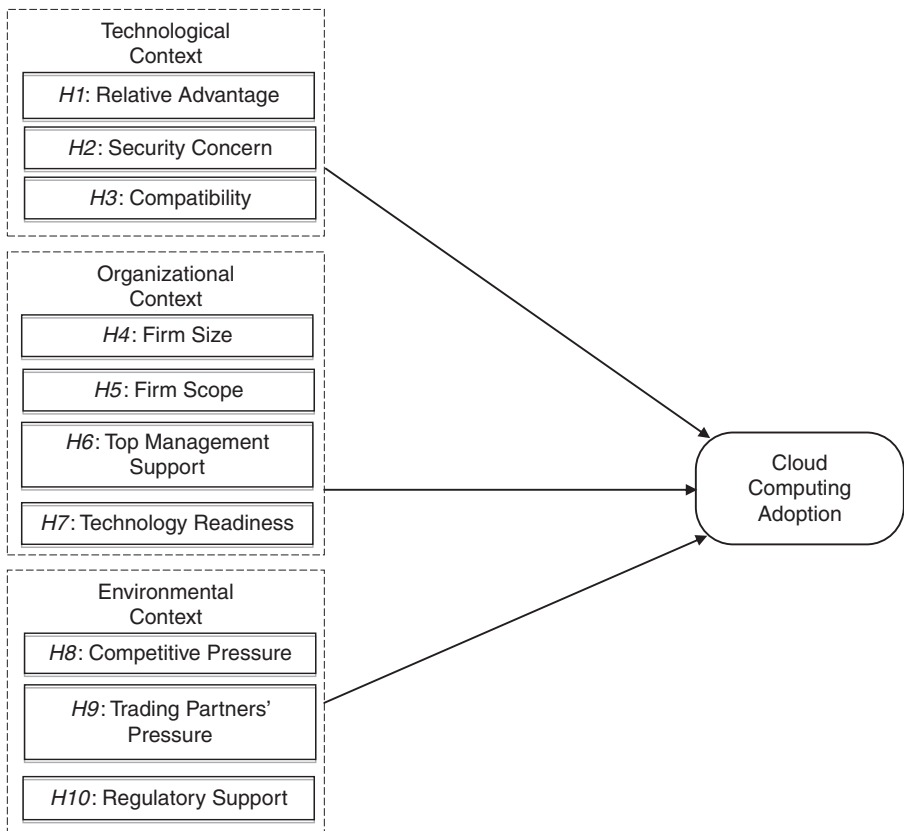 Technological
Context
H1: Relative Advantage
H2: Security Concern
H3: Compatibility
Organizational
Context
H4: Firm Size
H5: Firm Scope
H6: Top Management
Support
H7: Technology Readiness
Environmental
Context
H8: Competitive Pressure
H9: Trading Partners'
Pressure
H10: Regulatory Support
Cloud
Computing
Adoption